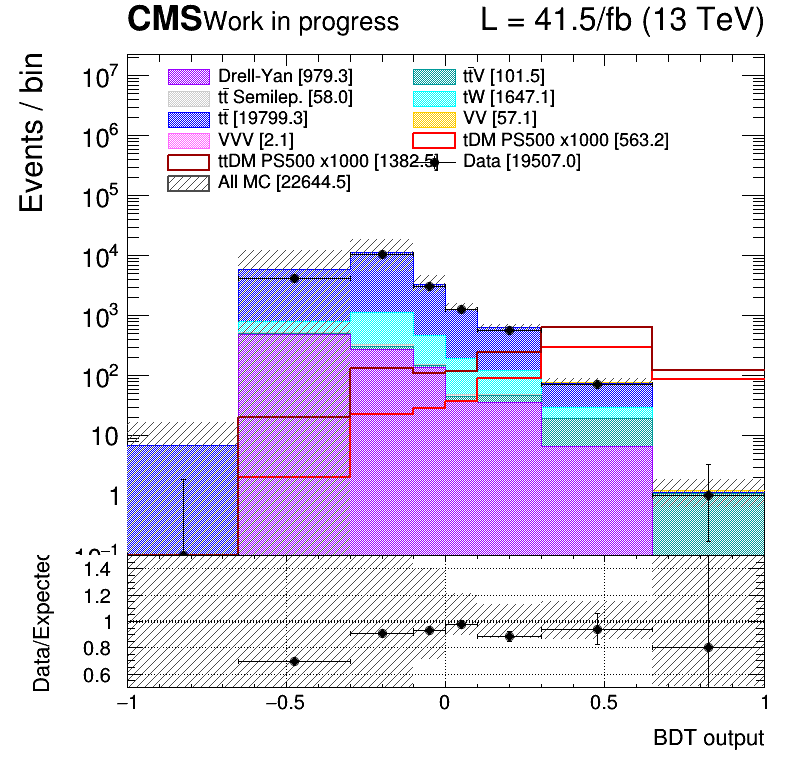 CMS Work in progress L = 41.5/fb (13 TeV)
Events / bin
Drell-Yan [979.3] tt̄V [101.5]
tt̄ Semilep. [58.0] tW [1647.1]
tt̄ [19799.3] VV [57.1]
VVV [2.1] tDM PS500 x1000 [563.2]
ttDM PS500 x1000 [1382.5] Data [19507.0]
All MC [22644.5]
10⁷
10⁶
10⁵
10⁴
10³
10²
10
1
10⁻¹
Data/Expected
1.4
1.2
1
0.8
0.6
−1 −0.5 0 0.5 1
BDT output